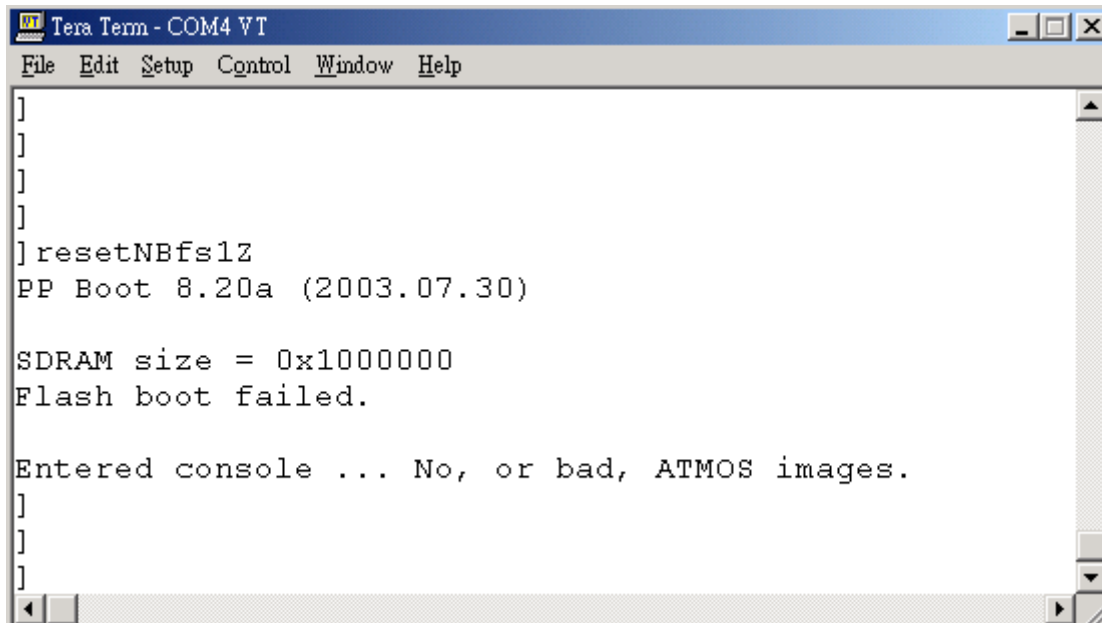 Tera Term - COM4 VT
File Edit Setup Control Window Help
]
]
]
]
] resetNBfs1Z
PP Boot 8.20a (2003.07.30)
SDRAM size = 0x1000000
Flash boot failed.
Entered console ... No, or bad, ATMOS images.
]
]
]